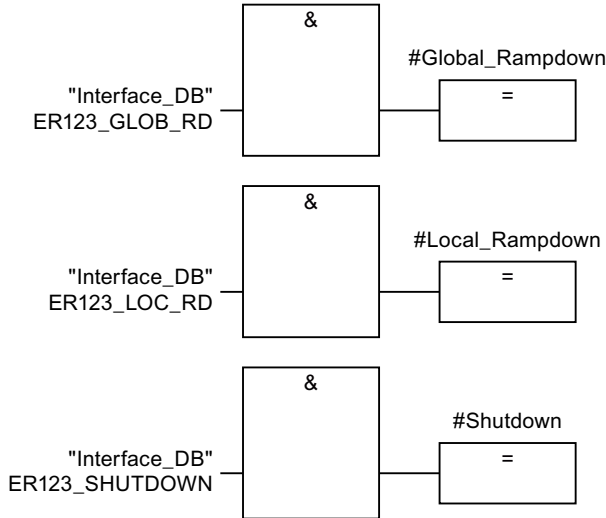 &
#Global_Rampdown
"Interface_DB"
=
ER123_GLOB_RD
&
#Local_Rampdown
"Interface_DB"
=
ER123_LOC_RD
&
#Shutdown
"Interface_DB"
=
ER123_SHUTDOWN